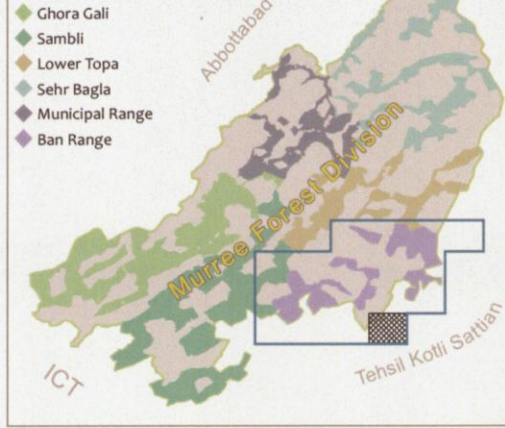 Ghora Gali
Sambli
Lower Topa
Sehr Bagla
Municipal Range
Ban Range
Abbottabad
Murree Forest Division
ICT
Tehsil Kotli Sattian